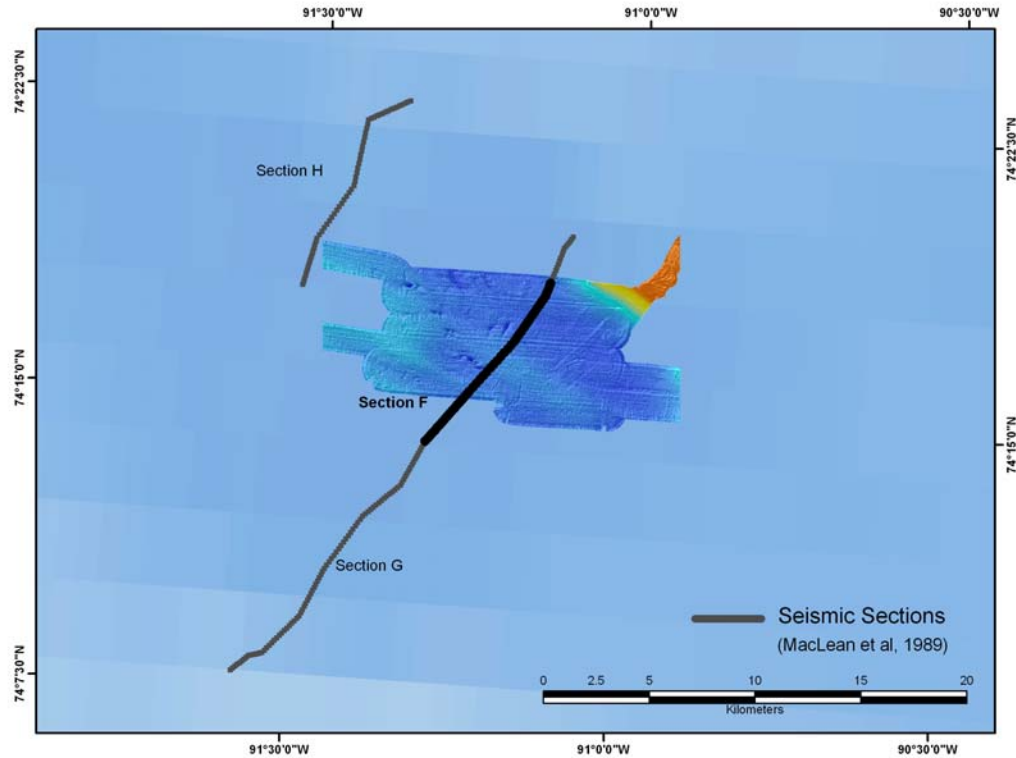 91°30'0"W
91°0'0"W
90°30'0"W
74°22'30"N
74°22'30"N
Section H
74°15'0"N
Section F
74°15'0"N
Section G
Seismic Sections
(MacLean et al, 1989)
74°7'30"N
0 2.5 5 10 15 20
Kilometers
91°30'0"W
91°0'0"W
90°30'0"W